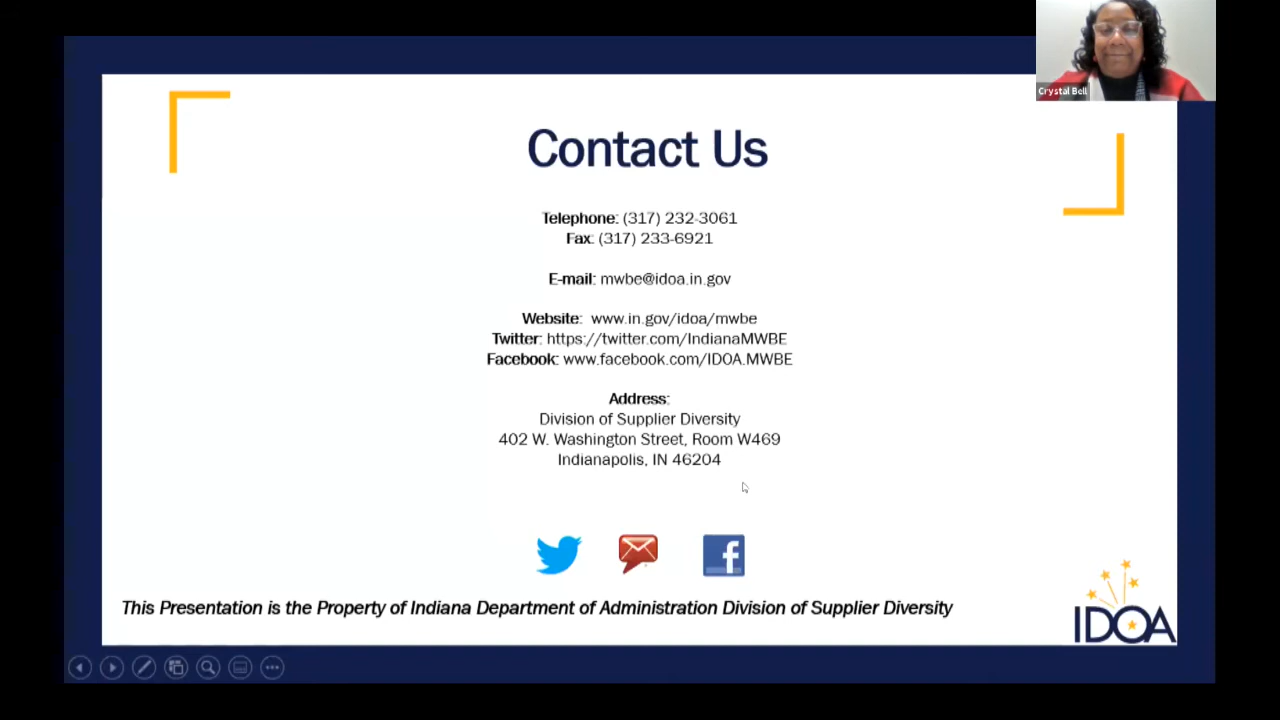 Crystal Bell
Contact Us
Telephone: (317) 232-3061
Fax: (317) 233-6921
E-mail: mwbe@idoa.in.gov
Website: www.in.gov/idoa/mwbe
Twitter: https://twitter.com/IndianaMWBE
Facebook: www.facebook.com/IDOA.MWBE
Address:
Division of Supplier Diversity
402 W. Washington Street, Room W469
Indianapolis, IN 46204
This Presentation is the Property of Indiana Department of Administration Division of Supplier Diversity
IDOA